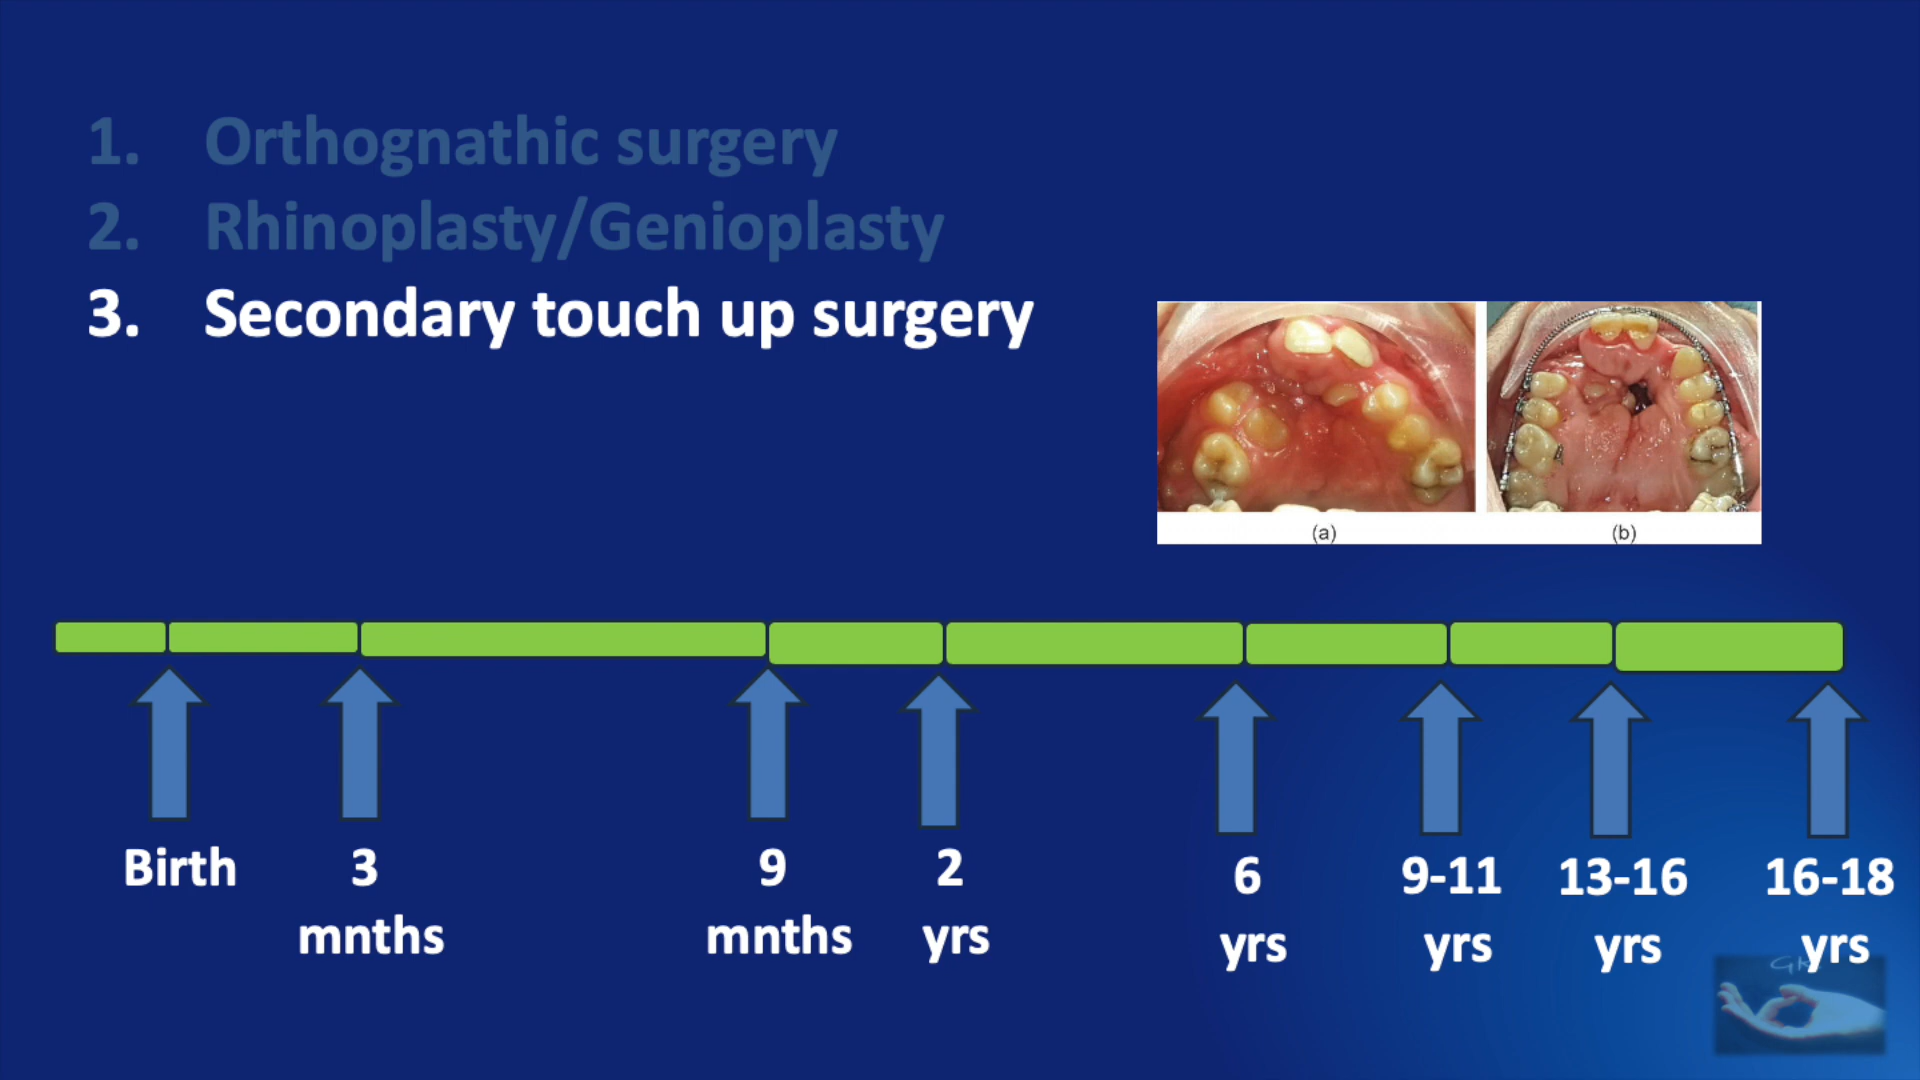 1. Orthognathic surgery
2. Rhinoplasty/Genioplasty
3. Secondary touch up surgery
(a) (b)
Birth 3 mnths 9 mnths 2 yrs 6 yrs 9-11 yrs 13-16 yrs 16-18 yrs